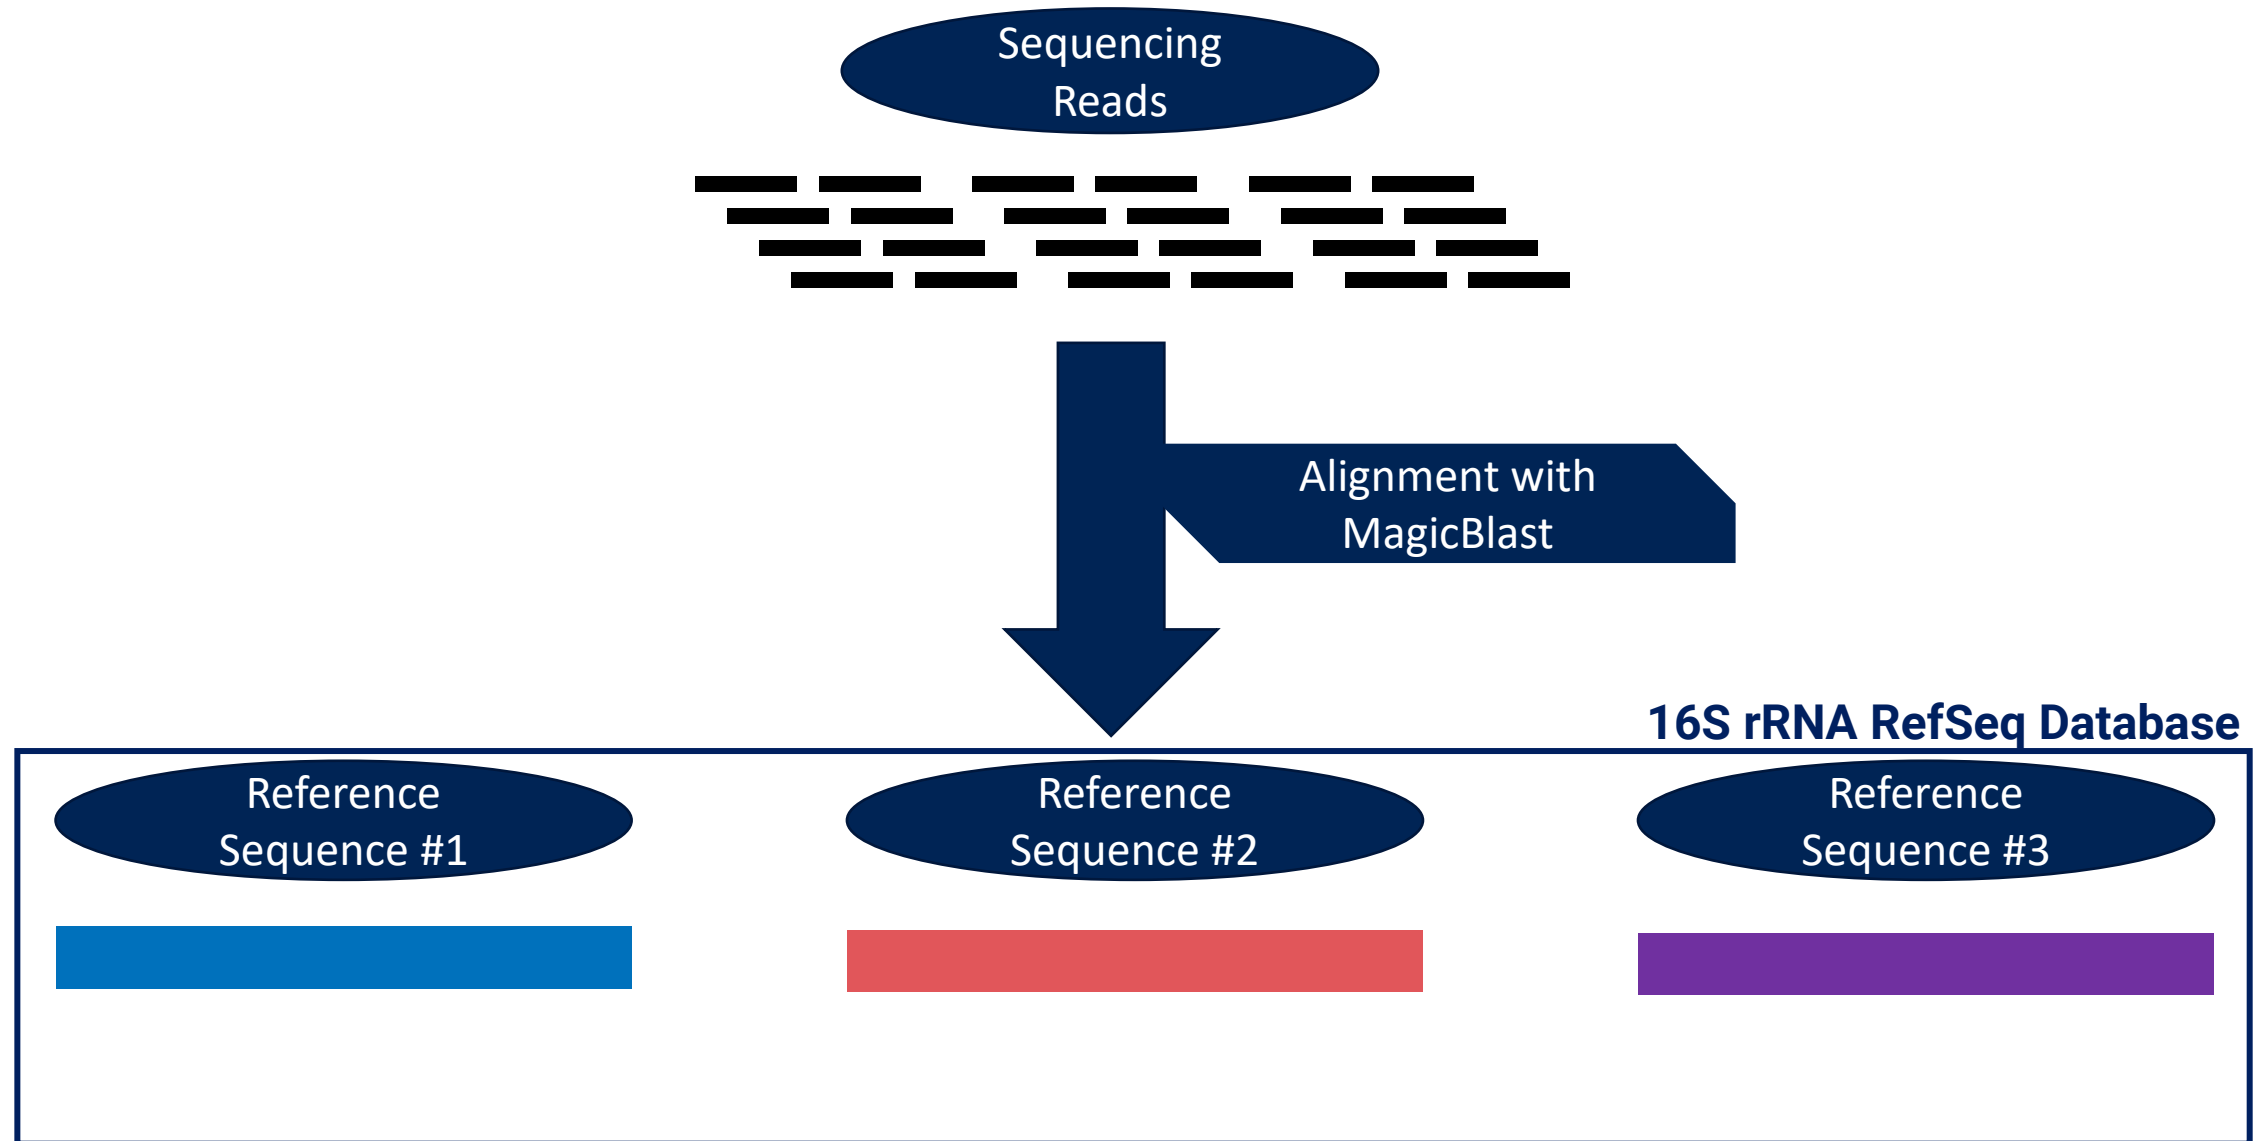 Sequencing
Reads
Alignment with
MagicBlast
16S rRNA RefSeq Database
Reference
Sequence #1
Reference
Sequence #2
Reference
Sequence #3